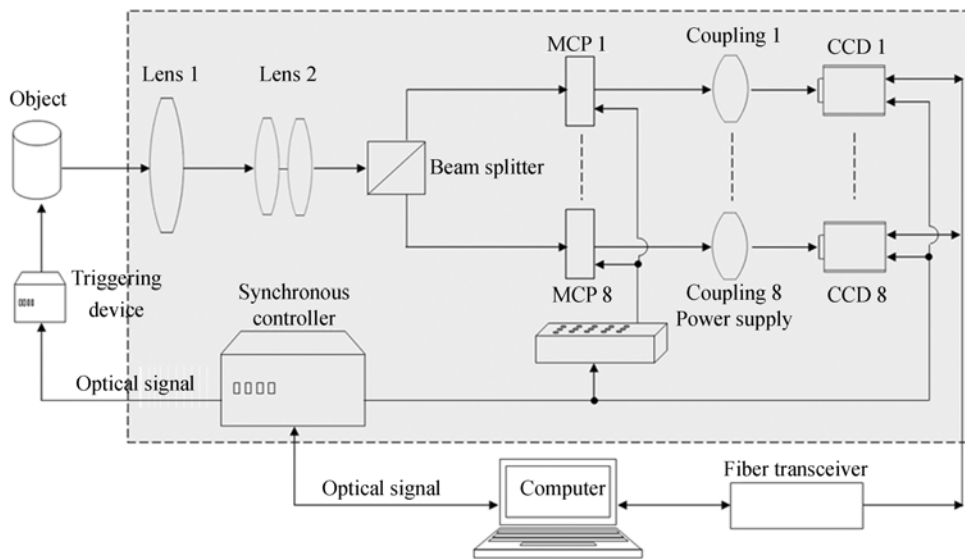 MCP 1
Coupling 1
CCD 1
Lens 1
Lens 2
Object
Beam splitter
Triggering
device
Synchronous
controller
MCP 8
Coupling 8
Power supply
CCD 8
Optical signal
Optical signal
Computer
Fiber transceiver